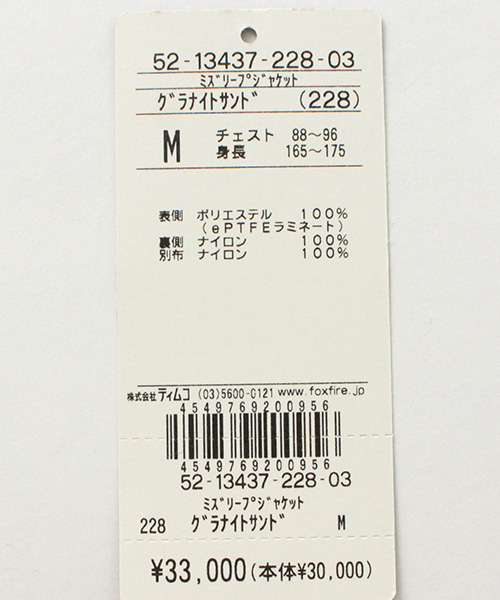 52-13437-228-03
ミズリープジャケット
グラナイトサンド (228)
M チェスト 88～96
身長 165～175
表側 ポリエステル 100%
(ePTFEラミネート)
裏側 ナイロン 100%
別布 ナイロン 100%
株式会社 ティムコ (03)5600-0121 www.foxfire.jp
4549769200956
4549769200956
52-13437-228-03
ミズリープジャケット
228 グラナイトサンド M
¥33,000(本体¥30,000)